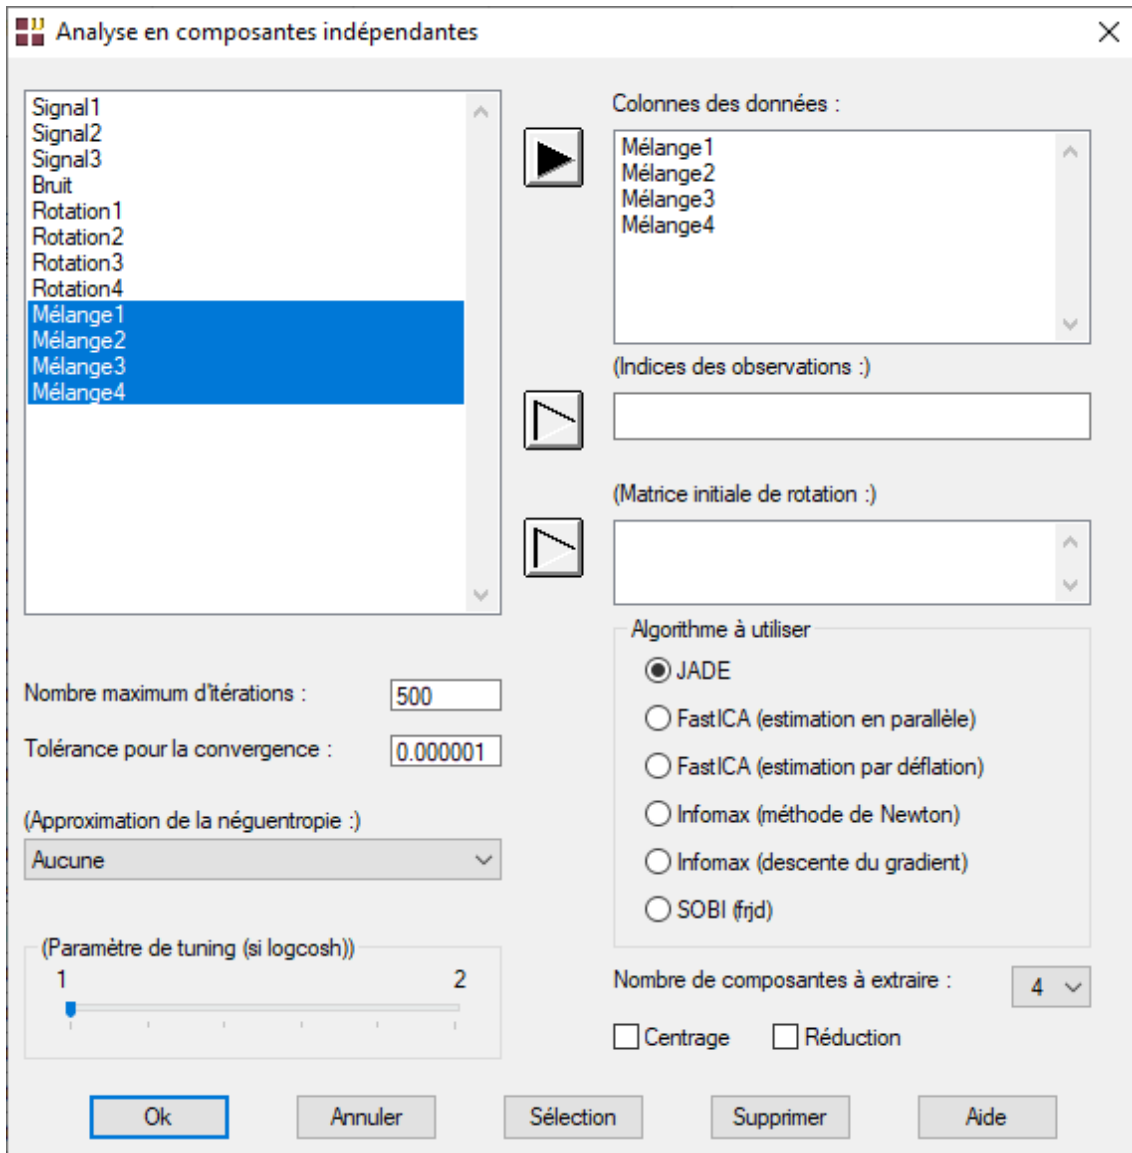 Analyse en composantes indépendantes
Signal1
Signal2
Signal3
Bruit
Rotation1
Rotation2
Rotation3
Rotation4
Mélange1
Mélange2
Mélange3
Mélange4
Colonnes des données :
Mélange1
Mélange2
Mélange3
Mélange4
(Indices des observations :)
(Matrice initiale de rotation :)
Algorithme à utiliser
JADE
FastICA (estimation en parallèle)
FastICA (estimation par déflation)
Infomax (méthode de Newton)
Infomax (descente du gradient)
SOBI (frjd)
Nombre maximum d'itérations : 500
Tolérance pour la convergence : 0.000001
(Approximation de la néguentropie :)
Aucune
(Paramètre de tuning (si logcosh))
1 2
Nombre de composantes à extraire : 4
Centrage Réduction
Ok Annuler Sélection Supprimer Aide